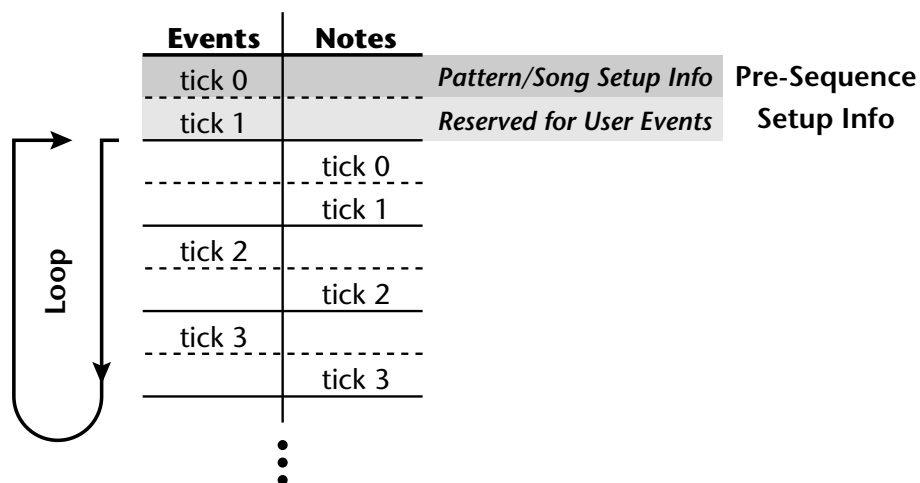 Events Notes
tick 0 Pattern/Song Setup Info Pre-Sequence
tick 1 Reserved for User Events Setup Info
tick 0
tick 1
tick 2
tick 2
tick 3
tick 3
Loop